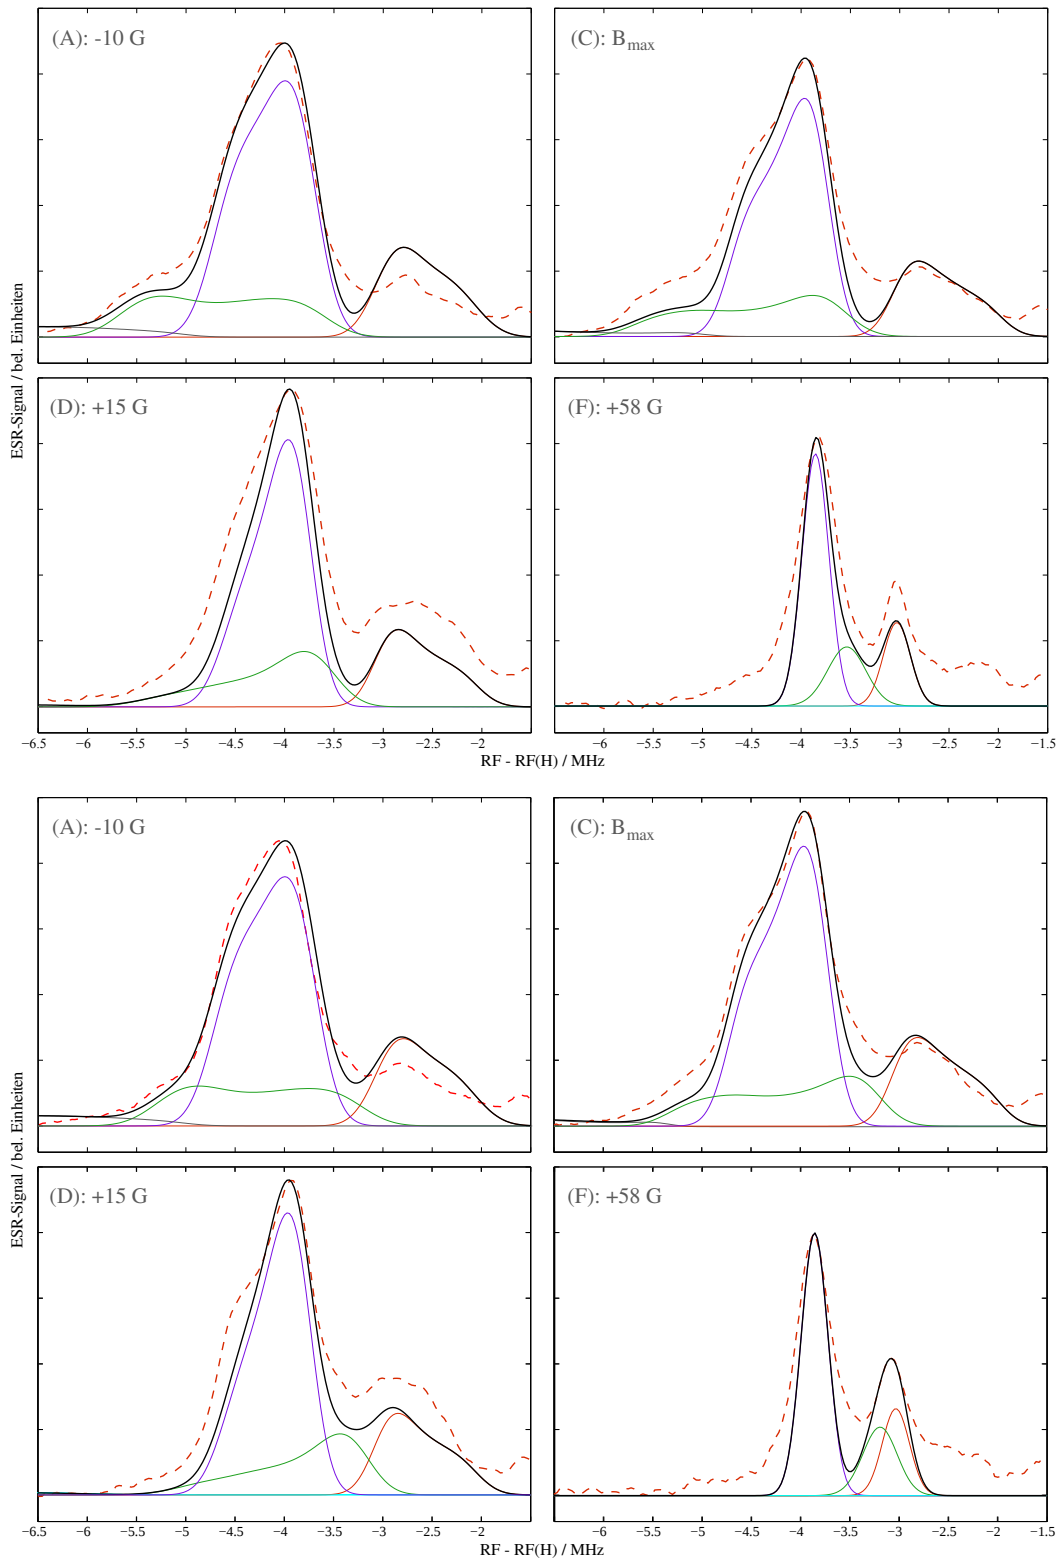 (A): -10 G
(C): Bmax
(D): +15 G
(F): +58 G
ESR-Signal / bel. Einheiten
−6.5 −6 −5.5 −5 −4.5 −4 −3.5 −3 −2.5 −2
−6 −5.5 −5 −4.5 −4 −3.5 −3 −2.5 −2 −1.5
RF - RF(H) / MHz
(A): -10 G
(C): Bmax
(D): +15 G
(F): +58 G
ESR-Signal / bel. Einheiten
−6.5 −6 −5.5 −5 −4.5 −4 −3.5 −3 −2.5 −2
−6 −5.5 −5 −4.5 −4 −3.5 −3 −2.5 −2 −1.5
RF - RF(H) / MHz